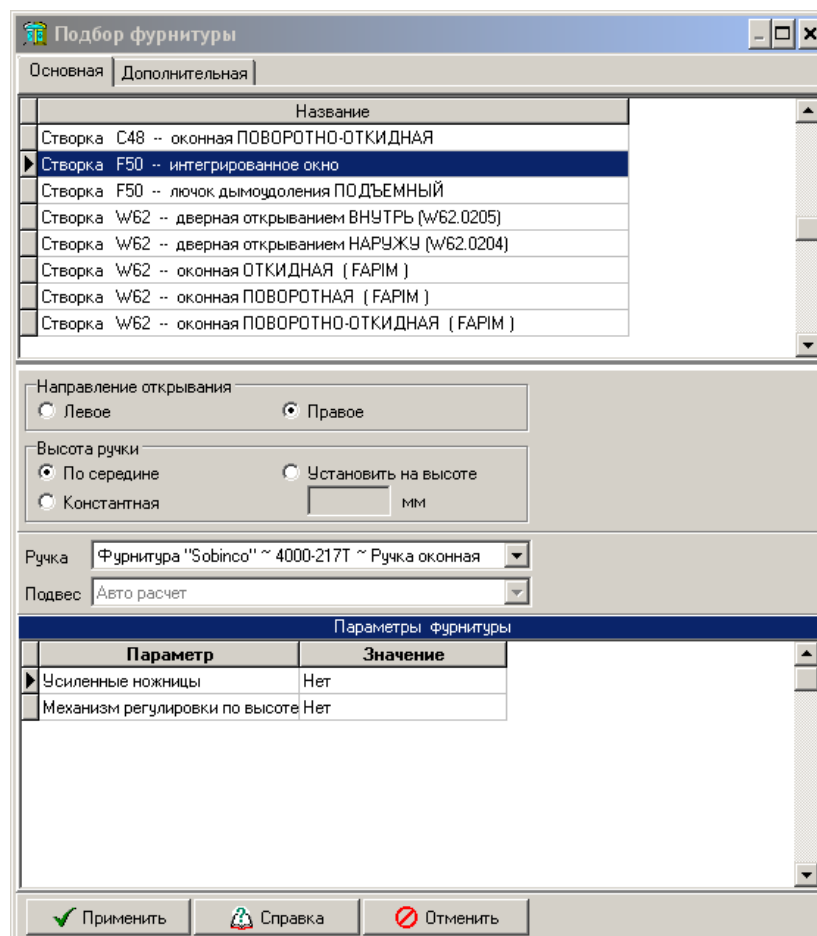 Подбор фурнитуры
Основная Дополнительная
Название
Створка C48 -- оконная ПОВОРОТНО-ОТКИДНАЯ
Створка F50 -- интегрированное окно
Створка F50 -- лючок дымоудоления ПОДЪЕМНЫЙ
Створка W62 -- дверная открыванием ВНУТРЬ (W62.0205)
Створка W62 -- дверная открыванием НАРУЖУ (W62.0204)
Створка W62 -- оконная ОТКИДНАЯ ( FAPIM )
Створка W62 -- оконная ПОВОРОТНАЯ ( FAPIM )
Створка W62 -- оконная ПОВОРОТНО-ОТКИДНАЯ ( FAPIM )
Направление открывания
Левое Правое
Высота ручки
По середине Установить на высоте
Константная мм
Ручка Фурнитура "Sobinco" ~ 4000-217T ~ Ручка оконная
Подвес Авто расчет
Параметры фурнитуры
Параметр Значение
Усиленные ножницы Нет
Механизм регулировки по высоте Нет
Применить Справка Отменить